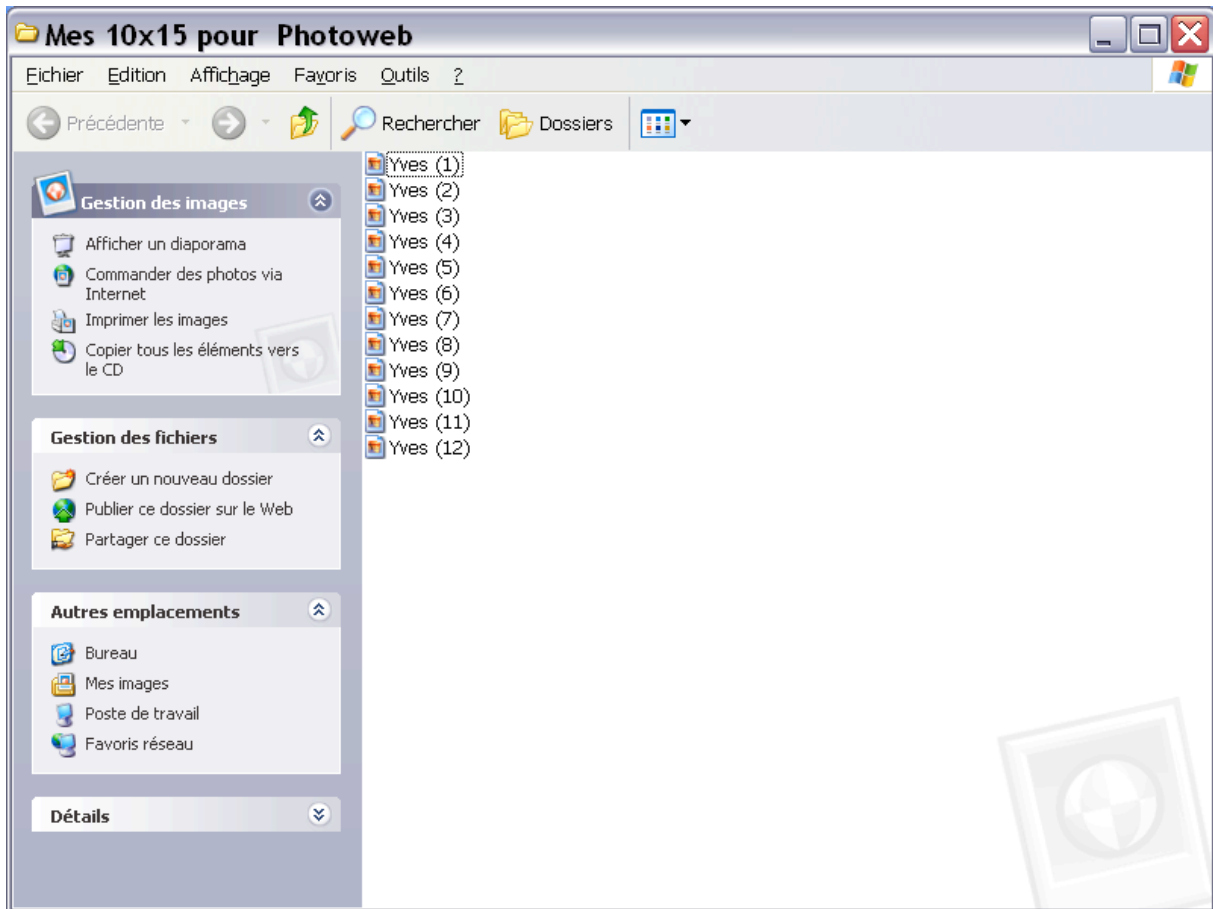 Mes 10x15 pour Photoweb
Fichier Edition Affichage Favoris Outils ?
Précédente Rechercher Dossiers
Gestion des images
Afficher un diaporama
Commander des photos via
Internet
Imprimer les images
Copier tous les éléments vers
le CD
Gestion des fichiers
Créer un nouveau dossier
Publier ce dossier sur le Web
Partager ce dossier
Autres emplacements
Bureau
Mes images
Poste de travail
Favoris réseau
Détails
Yves (1)
Yves (2)
Yves (3)
Yves (4)
Yves (5)
Yves (6)
Yves (7)
Yves (8)
Yves (9)
Yves (10)
Yves (11)
Yves (12)